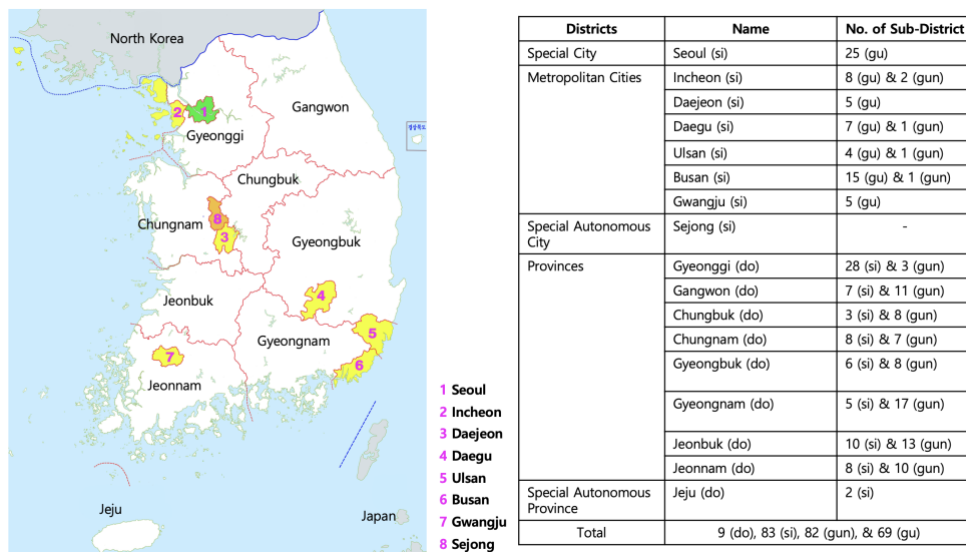 North Korea
Gangwon
1
2
Gyeonggi
Chungbuk
8
Chungnam
3
Gyeongbuk
4
Jeonbuk
5
Gyeongnam
7
6
Jeonnam
Jeju
Japan
1 Seoul
2 Incheon
3 Daejeon
4 Daegu
5 Ulsan
6 Busan
7 Gwangju
8 Sejong
Districts Name No. of Sub-District
Special City Seoul (si) 25 (gu)
Metropolitan Cities Incheon (si) 8 (gu) & 2 (gun)
Daejeon (si) 5 (gu)
Daegu (si) 7 (gu) & 1 (gun)
Ulsan (si) 4 (gu) & 1 (gun)
Busan (si) 15 (gu) & 1 (gun)
Gwangju (si) 5 (gu)
Special Autonomous
City Sejong (si) -
Provinces Gyeonggi (do) 28 (si) & 3 (gun)
Gangwon (do) 7 (si) & 11 (gun)
Chungbuk (do) 3 (si) & 8 (gun)
Chungnam (do) 8 (si) & 7 (gun)
Gyeongbuk (do) 6 (si) & 8 (gun)
Gyeongnam (do) 5 (si) & 17 (gun)
Jeonbuk (do) 10 (si) & 13 (gun)
Jeonnam (do) 8 (si) & 10 (gun)
Special Autonomous
Province Jeju (do) 2 (si)
Total 9 (do), 83 (si), 82 (gun), & 69 (gu)